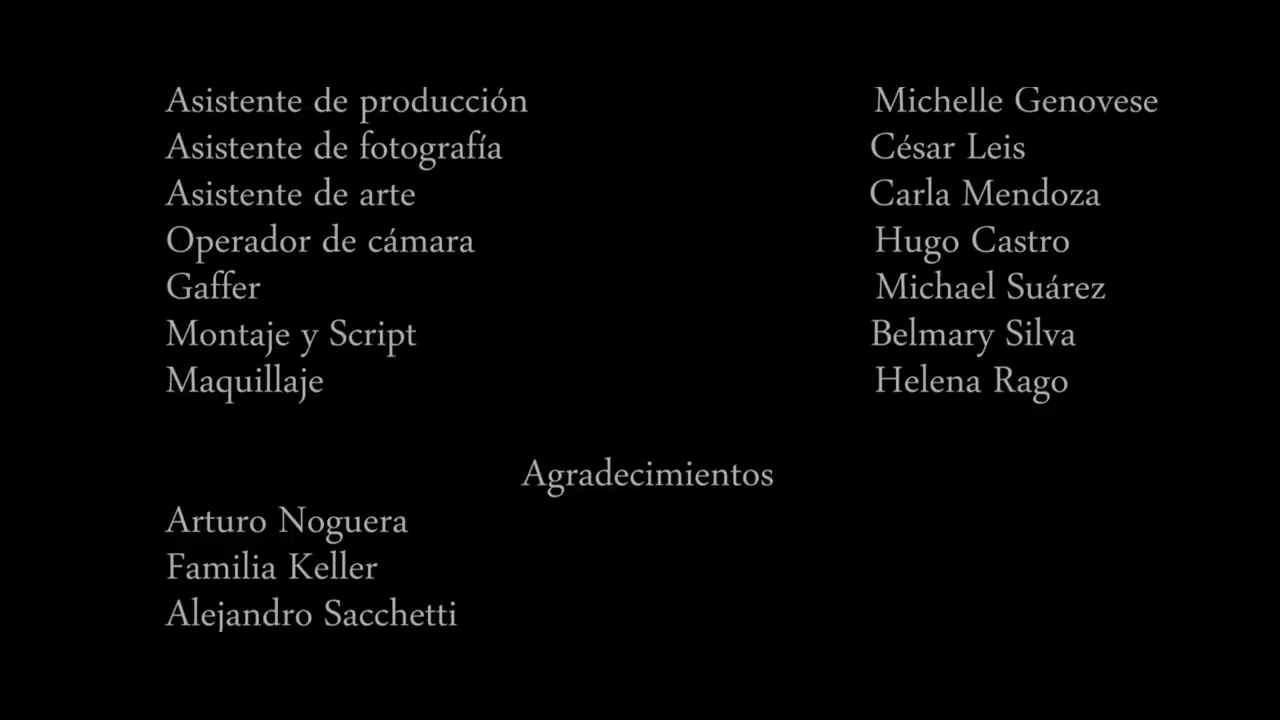 Asistente de producción Michelle Genovese
Asistente de fotografía César Leis
Asistente de arte Carla Mendoza
Operador de cámara Hugo Castro
Gaffer Michael Suárez
Montaje y Script Belmary Silva
Maquillaje Helena Rago
Agradecimientos
Arturo Noguera
Familia Keller
Alejandro Sacchetti